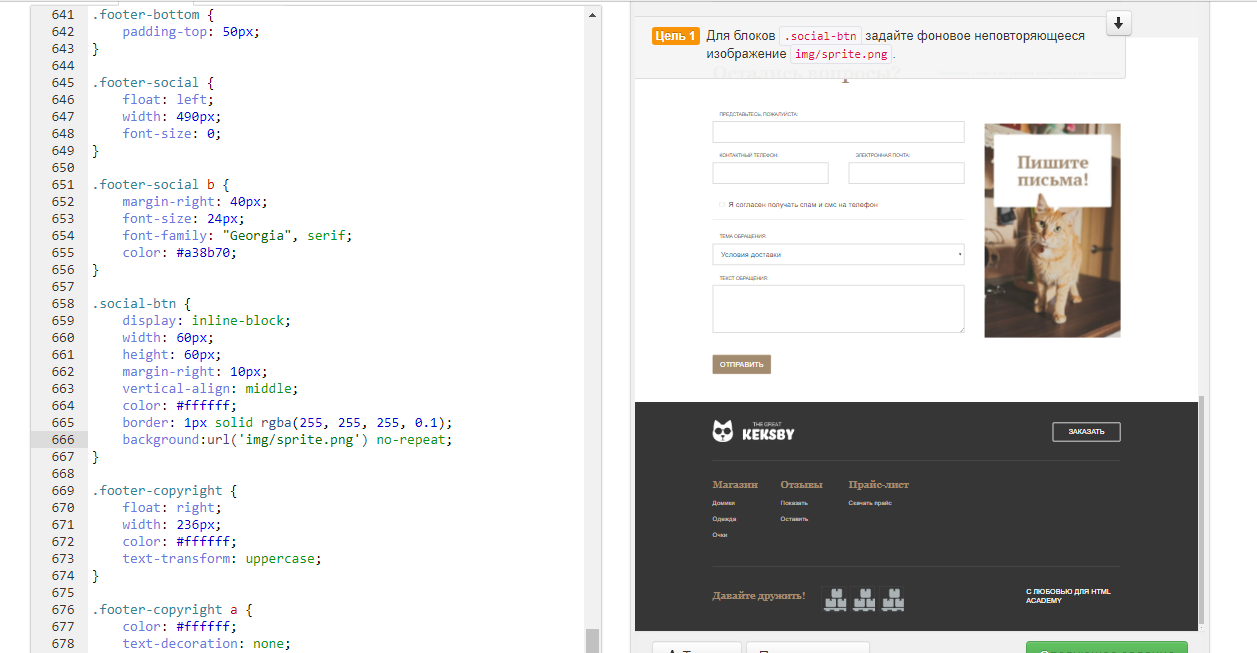 641 .footer-bottom {
642 padding-top: 50px;
643 }
644
645 .footer-social {
646 float: left;
647 width: 490px;
648 font-size: 0;
649 }
650
651 .footer-social b {
652 margin-right: 40px;
653 font-size: 24px;
654 font-family: "Georgia", serif;
655 color: #a38b70;
656 }
657
658 .social-btn {
659 display: inline-block;
660 width: 60px;
661 height: 60px;
662 margin-right: 10px;
663 vertical-align: middle;
664 color: #ffffff;
665 border: 1px solid rgba(255, 255, 255, 0.1);
666 background:url('img/sprite.png') no-repeat;
667 }
668
669 .footer-copyright {
670 float: right;
671 width: 236px;
672 color: #ffffff;
673 text-transform: uppercase;
674 }
675
676 .footer-copyright a {
677 color: #ffffff;
678 text-decoration: none;
Цель 1 Для блоков .social-btn задайте фоновое неповторяющееся
изображение img/sprite.png.
Остались вопросы?
ПРЕДСТАВЬТЕСЬ, ПОЖАЛУЙСТА:
КОНТАКТНЫЙ ТЕЛЕФОН: ЭЛЕКТРОННАЯ ПОЧТА:
Я согласен получать спам и смс на телефон
ТЕМА ОБРАЩЕНИЯ:
Условия доставки
ТЕКСТ ОБРАЩЕНИЯ:
ОТПРАВИТЬ
Пишите
письма!
THE GREAT
KEKSBY
ЗАКАЗАТЬ
Магазин Отзывы Прайс-лист
Домики Показать Скачать прайс
Одежда Оставить
Очки
Давайте дружить!
С ЛЮБОВЬЮ ДЛЯ HTML
ACADEMY